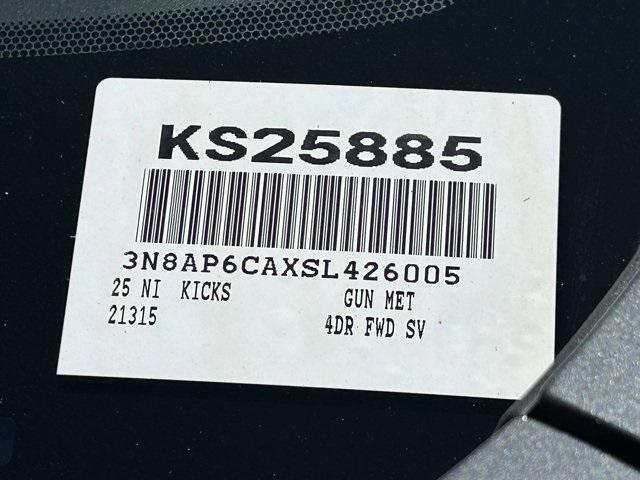 KS25885
3N8AP6CAXSL426005
25 NI KICKS GUN MET
21315 4DR FWD SV